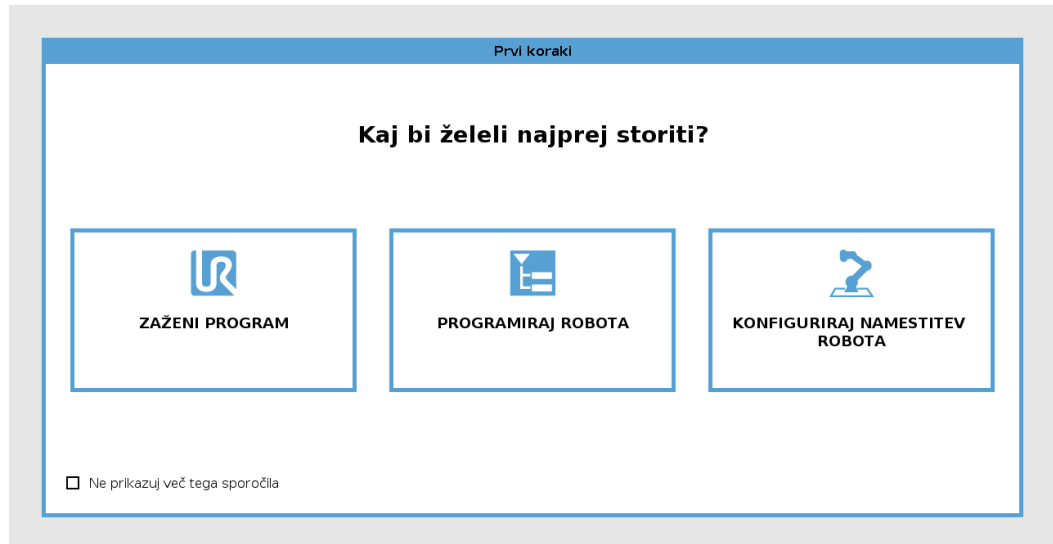 Prvi koraki
Kaj bi želeli najprej storiti?
ZAŽENI PROGRAM
PROGRAMIRAJ ROBOTA
KONFIGURIRAJ NAMESTITEV
ROBOTA
Ne prikazuj več tega sporočila